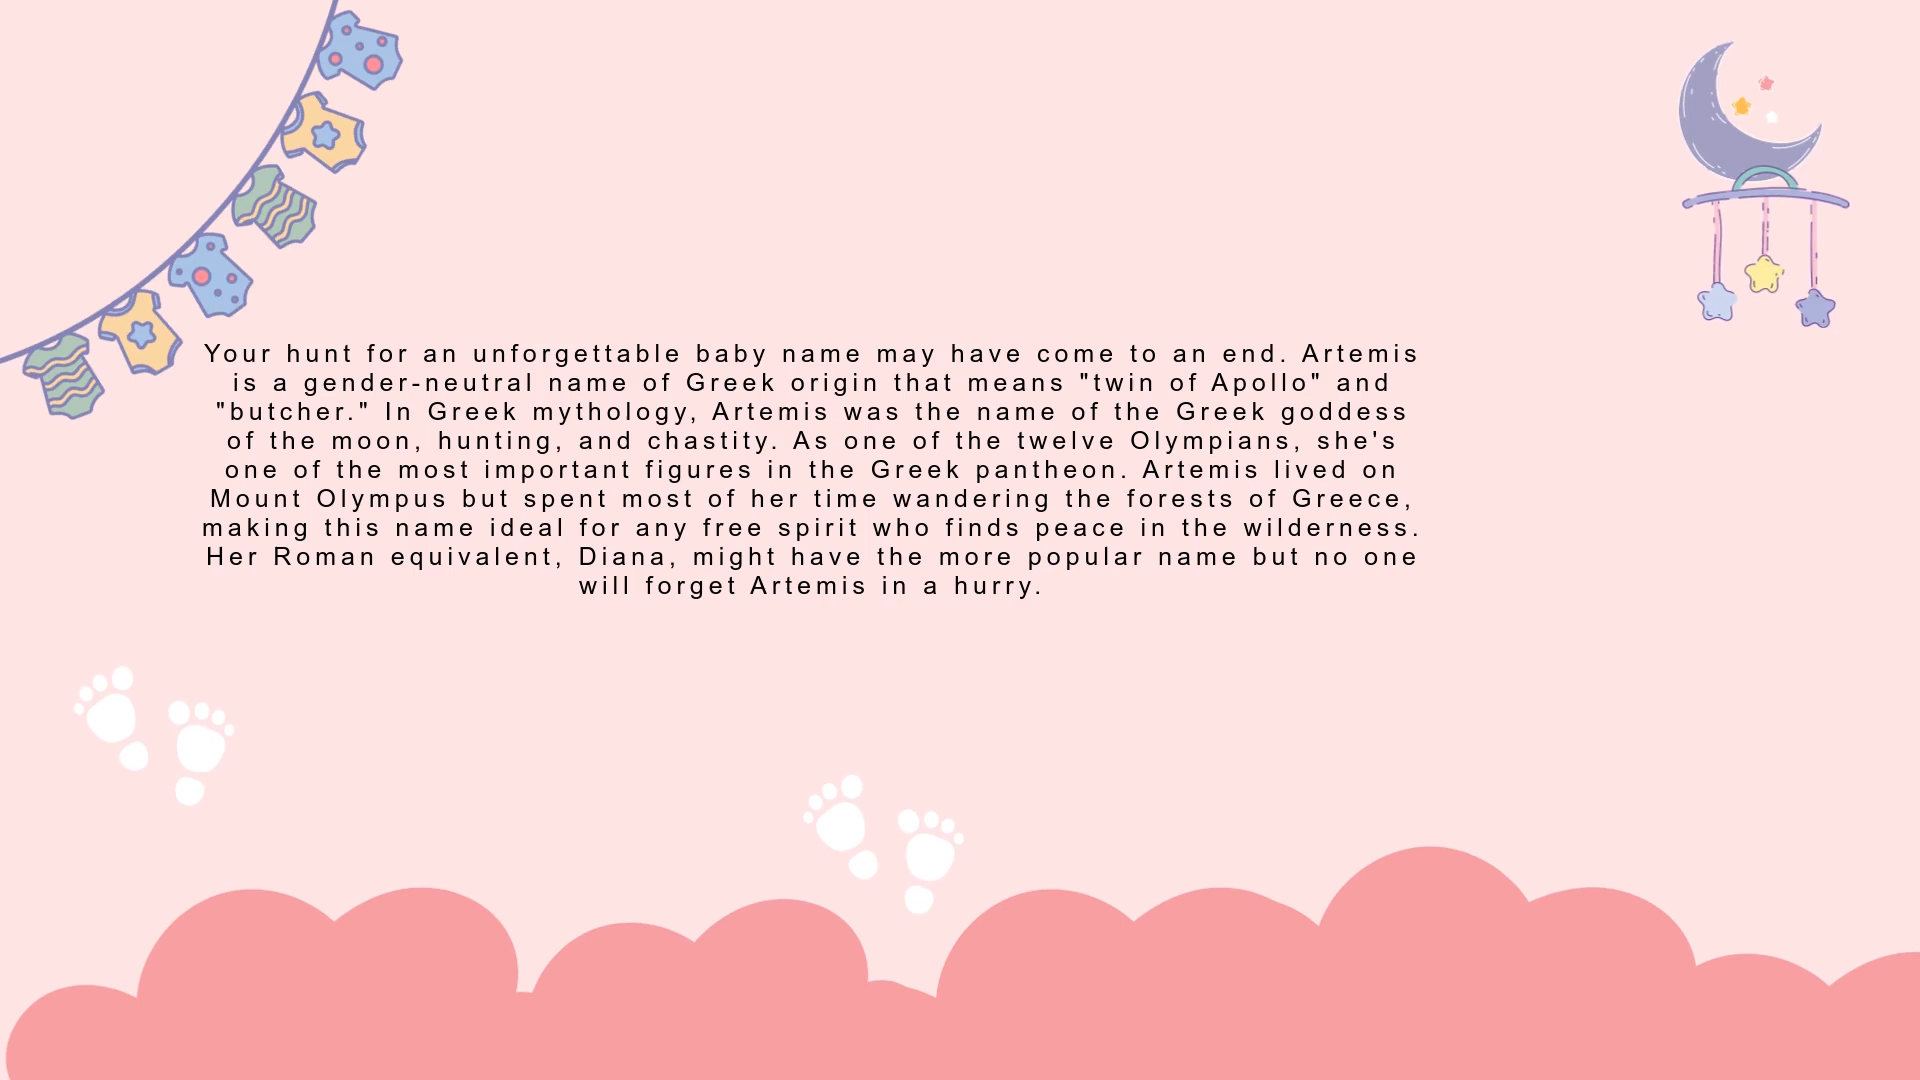 Your hunt for an unforgettable baby name may have come to an end. Artemis
is a gender-neutral name of Greek origin that means "twin of Apollo" and
"butcher." In Greek mythology, Artemis was the name of the Greek goddess
of the moon, hunting, and chastity. As one of the twelve Olympians, she's
one of the most important figures in the Greek pantheon. Artemis lived on
Mount Olympus but spent most of her time wandering the forests of Greece,
making this name ideal for any free spirit who finds peace in the wilderness.
Her Roman equivalent, Diana, might have the more popular name but no one
will forget Artemis in a hurry.